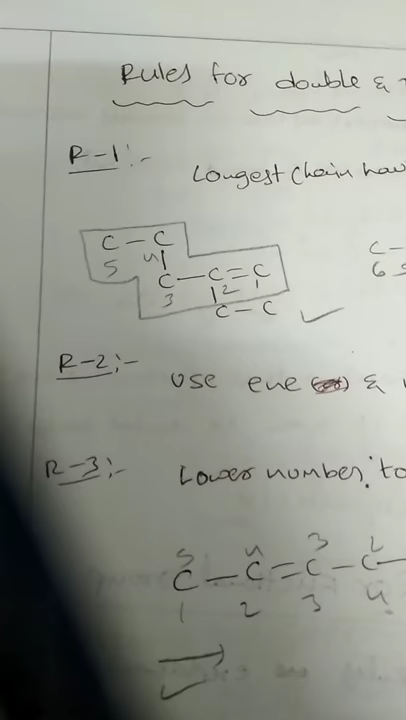 Rules for double &
R-1:-
Longest chain
C - C
C -
5 4
6 5
C - C = C
3 2 1
C - C
R-2:-
use ene &
R-3:-
Lower number to
5 4 3 2
C - C = C - C -
1 2 3 4